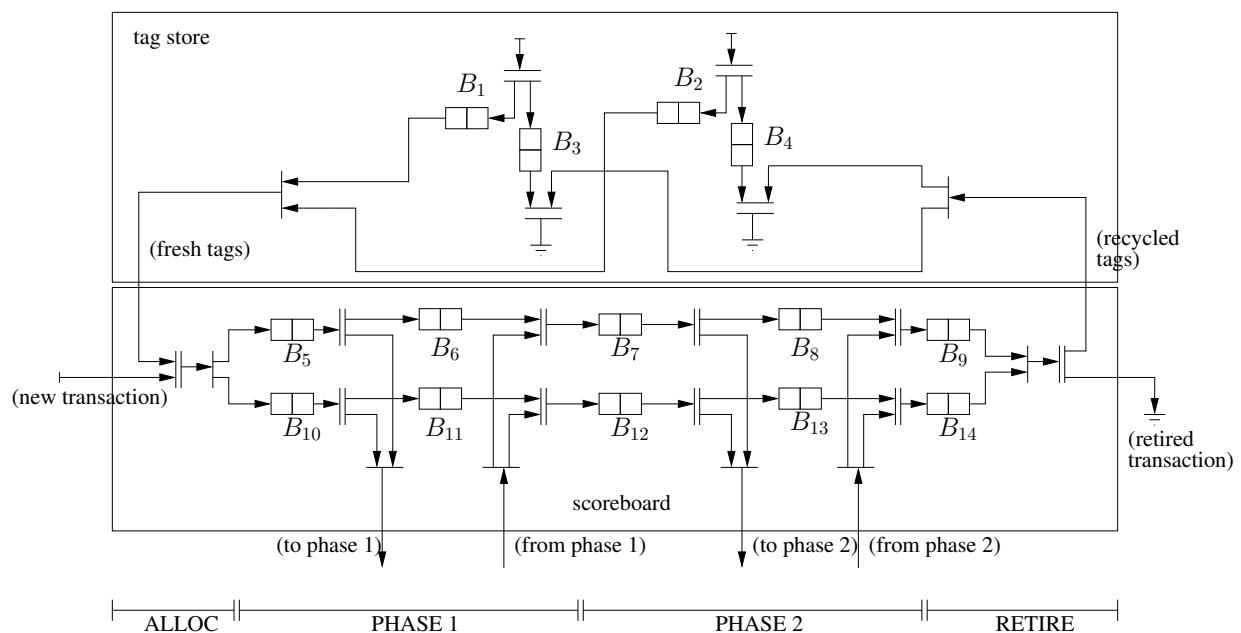 tag store
B1
B2
B3
B4
(fresh tags)
(recycled
tags)
B5
B6
B7
B8
B9
(new transaction)
B10
B11
B12
B13
B14
(retired
transaction)
scoreboard
(to phase 1)
(from phase 1)
(to phase 2)
(from phase 2)
ALLOC
PHASE 1
PHASE 2
RETIRE